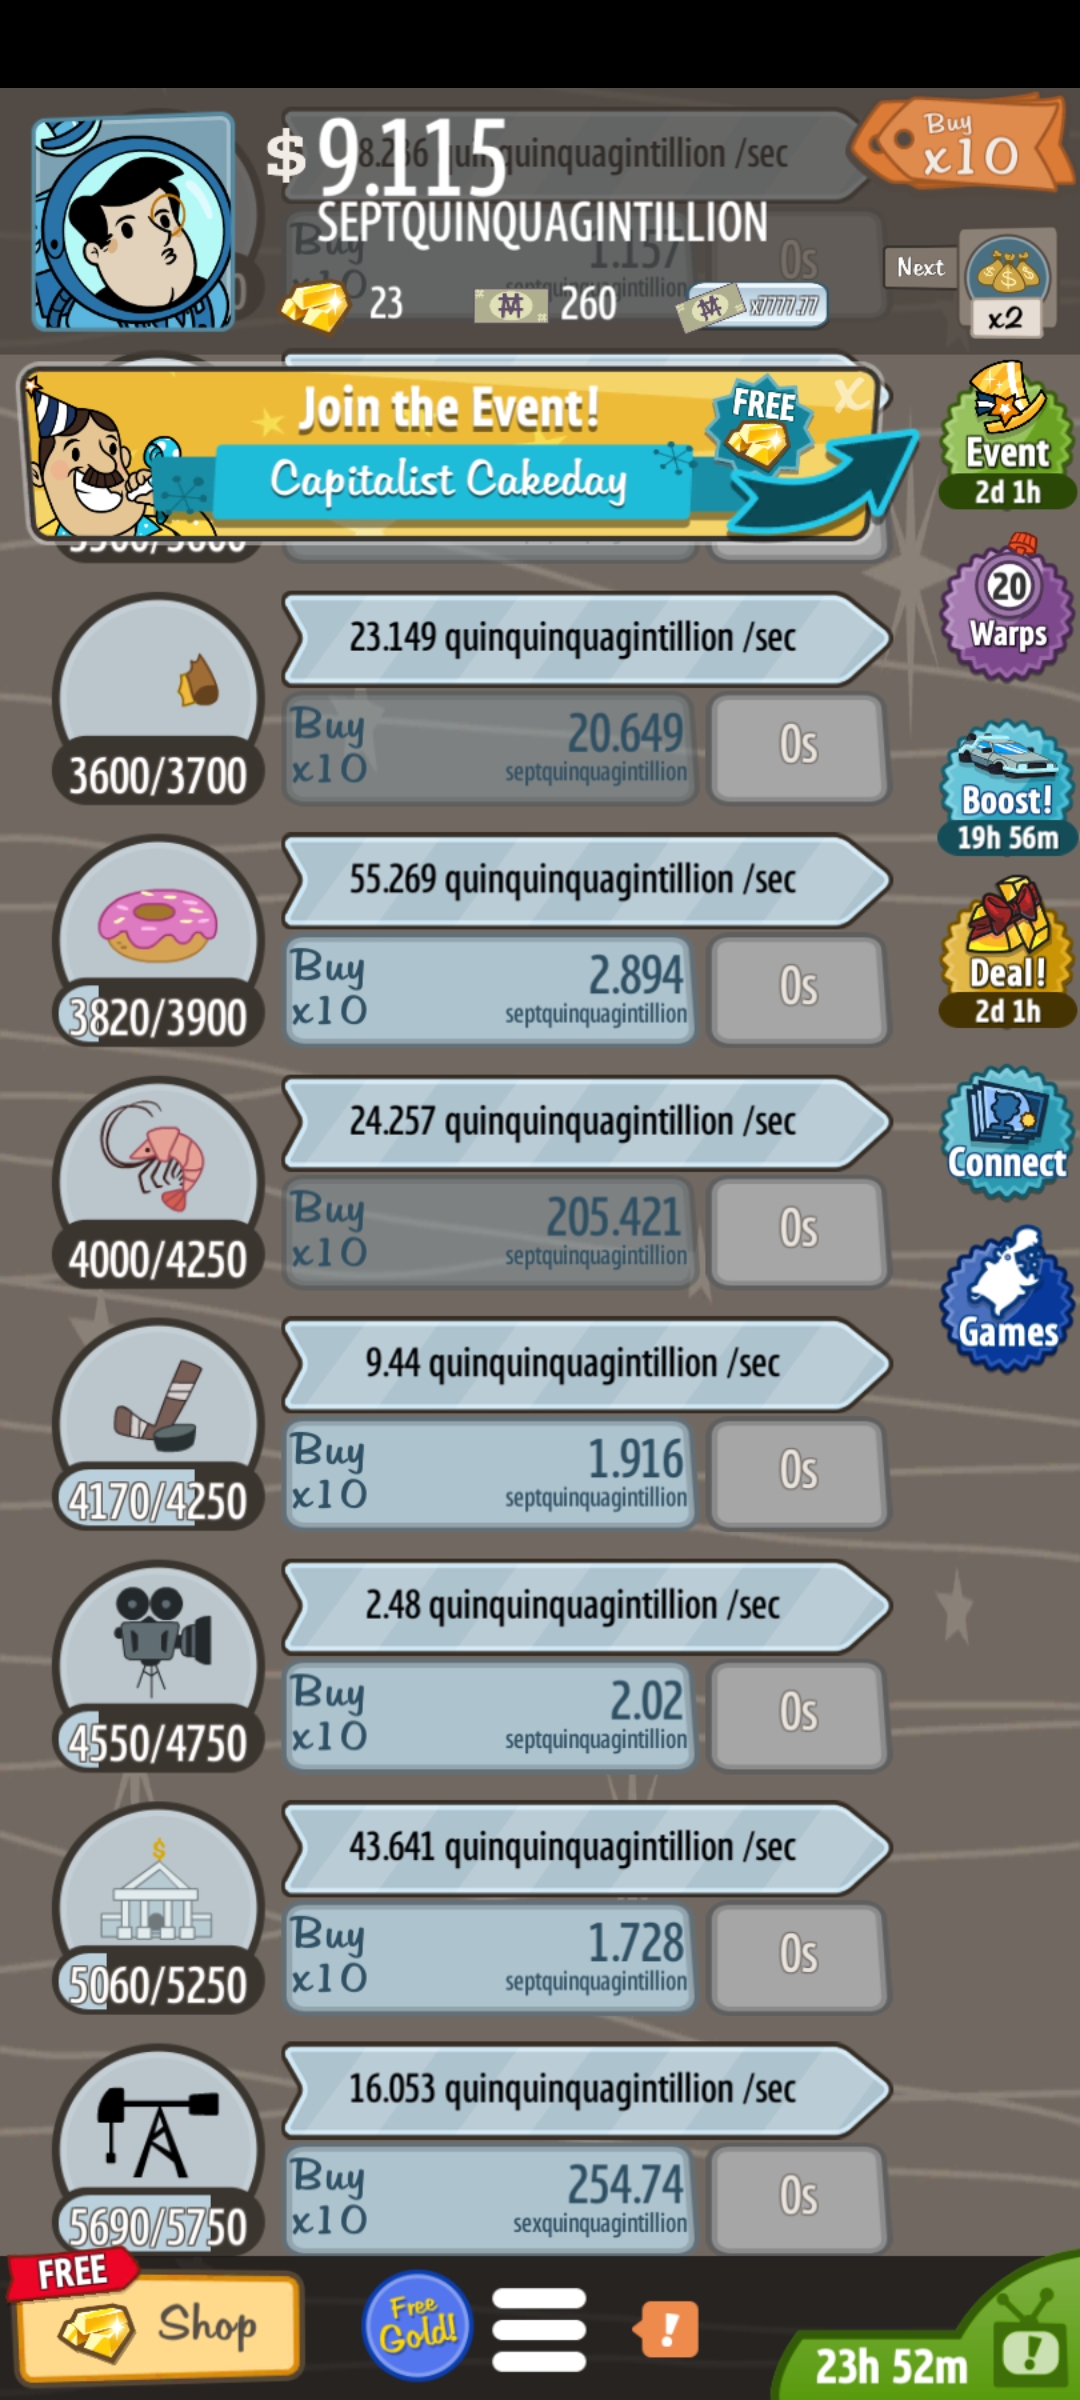 $ 9.115
SEPTQUINQUAGINTILLION
Buy
x10
23
260
x7777.77
Next
x2
Buy
1.157
0s
Join the Event!
Capitalist Cakeday
FREE
x
Event
2d 1h
20
Warps
23.149 quinquinquagintillion /sec
Buy
x10
20.649
septquinquagintillion
0s
3600/3700
Boost!
19h 56m
55.269 quinquinquagintillion /sec
Buy
x10
2.894
septquinquagintillion
0s
3820/3900
Deal!
2d 1h
24.257 quinquinquagintillion /sec
Buy
x10
205.421
septquinquagintillion
0s
4000/4250
Connect
Games
9.44 quinquinquagintillion /sec
Buy
x10
1.916
septquinquagintillion
0s
4170/4250
2.48 quinquinquagintillion /sec
Buy
x10
2.02
septquinquagintillion
0s
4550/4750
43.641 quinquinquagintillion /sec
Buy
x10
1.728
septquinquagintillion
0s
5060/5250
16.053 quinquinquagintillion /sec
Buy
x10
254.74
sexquinquagintillion
0s
5690/5750
FREE
Shop
Free
Gold!
!
23h 52m
!